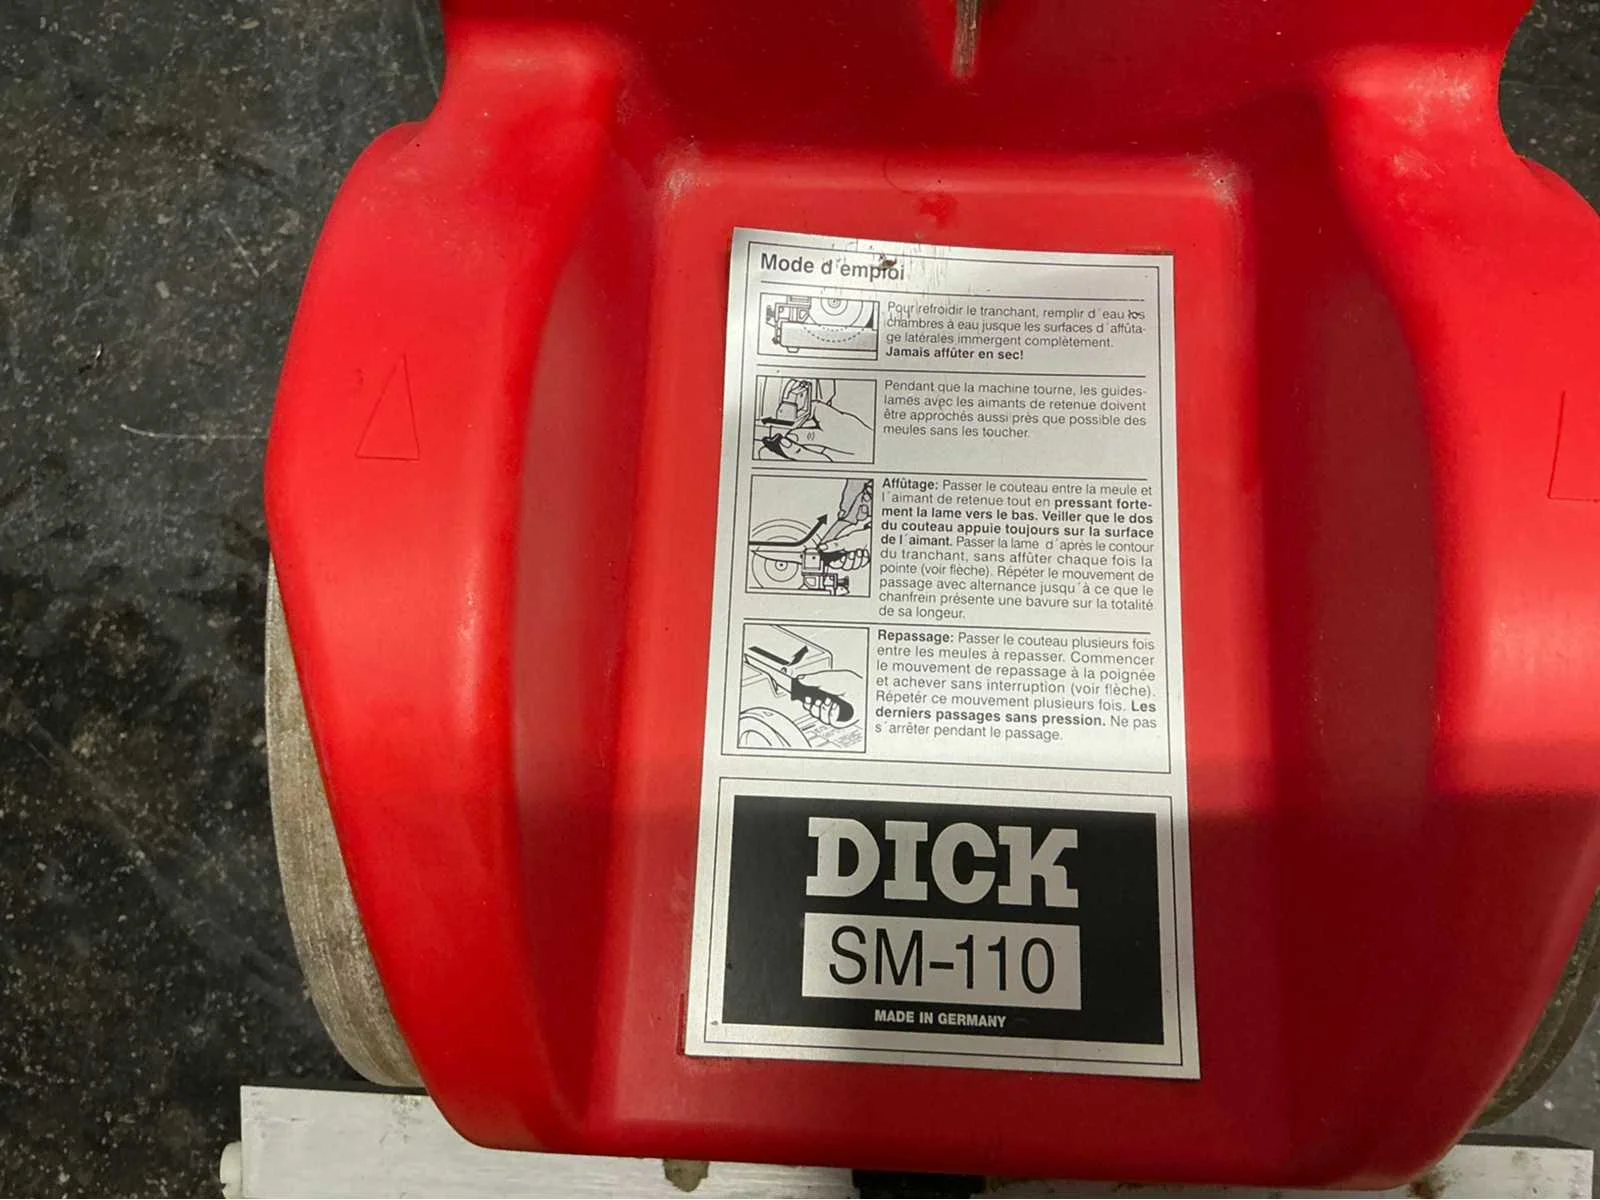 Mode d'emploi
Pour refroidir le tranchant, remplir d´eau les
chambres à eau jusque les surfaces d´affûta-
ge latérales immergent complètement.
Jamais affûter en sec!
Pendant que la machine tourne, les guides-
lames avec les aimants de retenue doivent
être approchés aussi près que possible des
meules sans les toucher.
Affûtage: Passer le couteau entre la meule et
l´aimant de retenue tout en pressant forte-
ment la lame vers le bas. Veiller que le dos
du couteau appuie toujours sur la surface
de l´aimant. Passer la lame d´après le contour
du tranchant, sans affûter chaque fois la
pointe (voir flèche). Répéter le mouvement de
passage avec alternance jusqu´à ce que le
chanfrein présente une bavure sur la totalité
de sa longeur.
Repassage: Passer le couteau plusieurs fois
entre les meules à repasser. Commencer
le mouvement de repassage à la poignée
et achever sans interruption (voir flèche).
Répetér ce mouvement plusieurs fois. Les
derniers passages sans pression. Ne pas
s´arrêter pendant le passage.
DICK
SM-110
MADE IN GERMANY